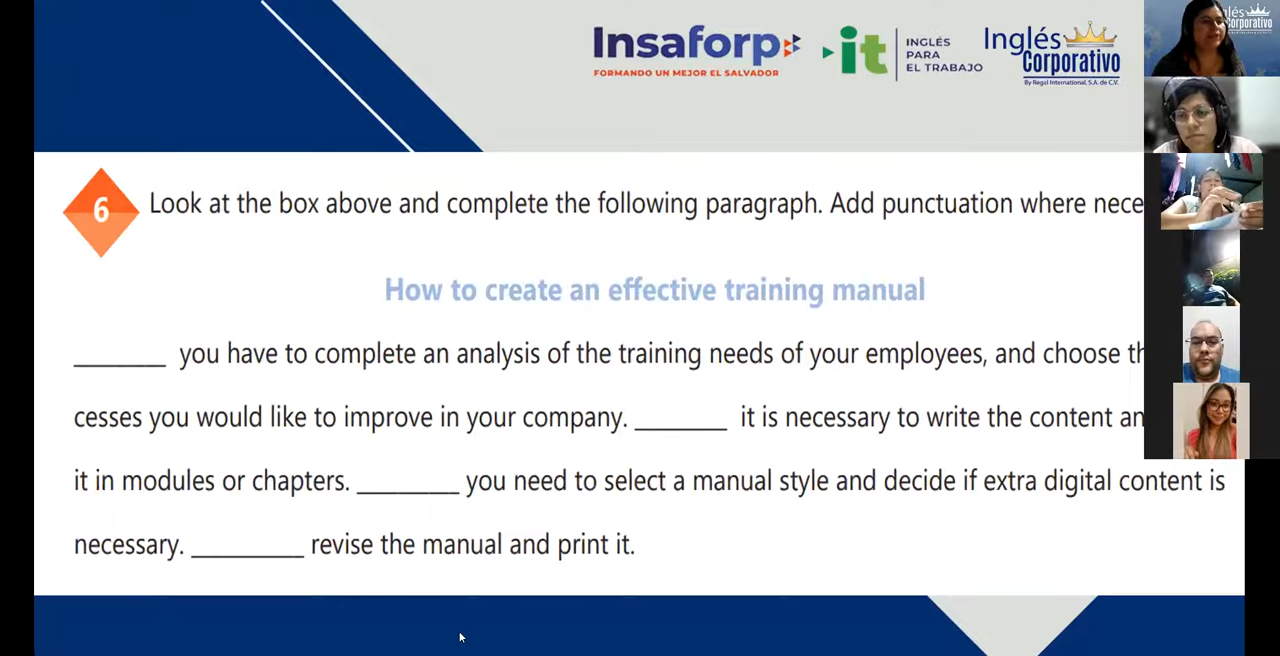 Insaforp
FORMANDO UN MEJOR EL SALVADOR
it
INGLÉS
PARA
EL TRABAJO
Inglés
Corporativo
By Regal International, S.A. de C.V.
Corporativo
6
Look at the box above and complete the following paragraph. Add punctuation where nece
How to create an effective training manual
________ you have to complete an analysis of the training needs of your employees, and choose th
cesses you would like to improve in your company. ________ it is necessary to write the content an
it in modules or chapters. _________ you need to select a manual style and decide if extra digital content is
necessary. __________ revise the manual and print it.